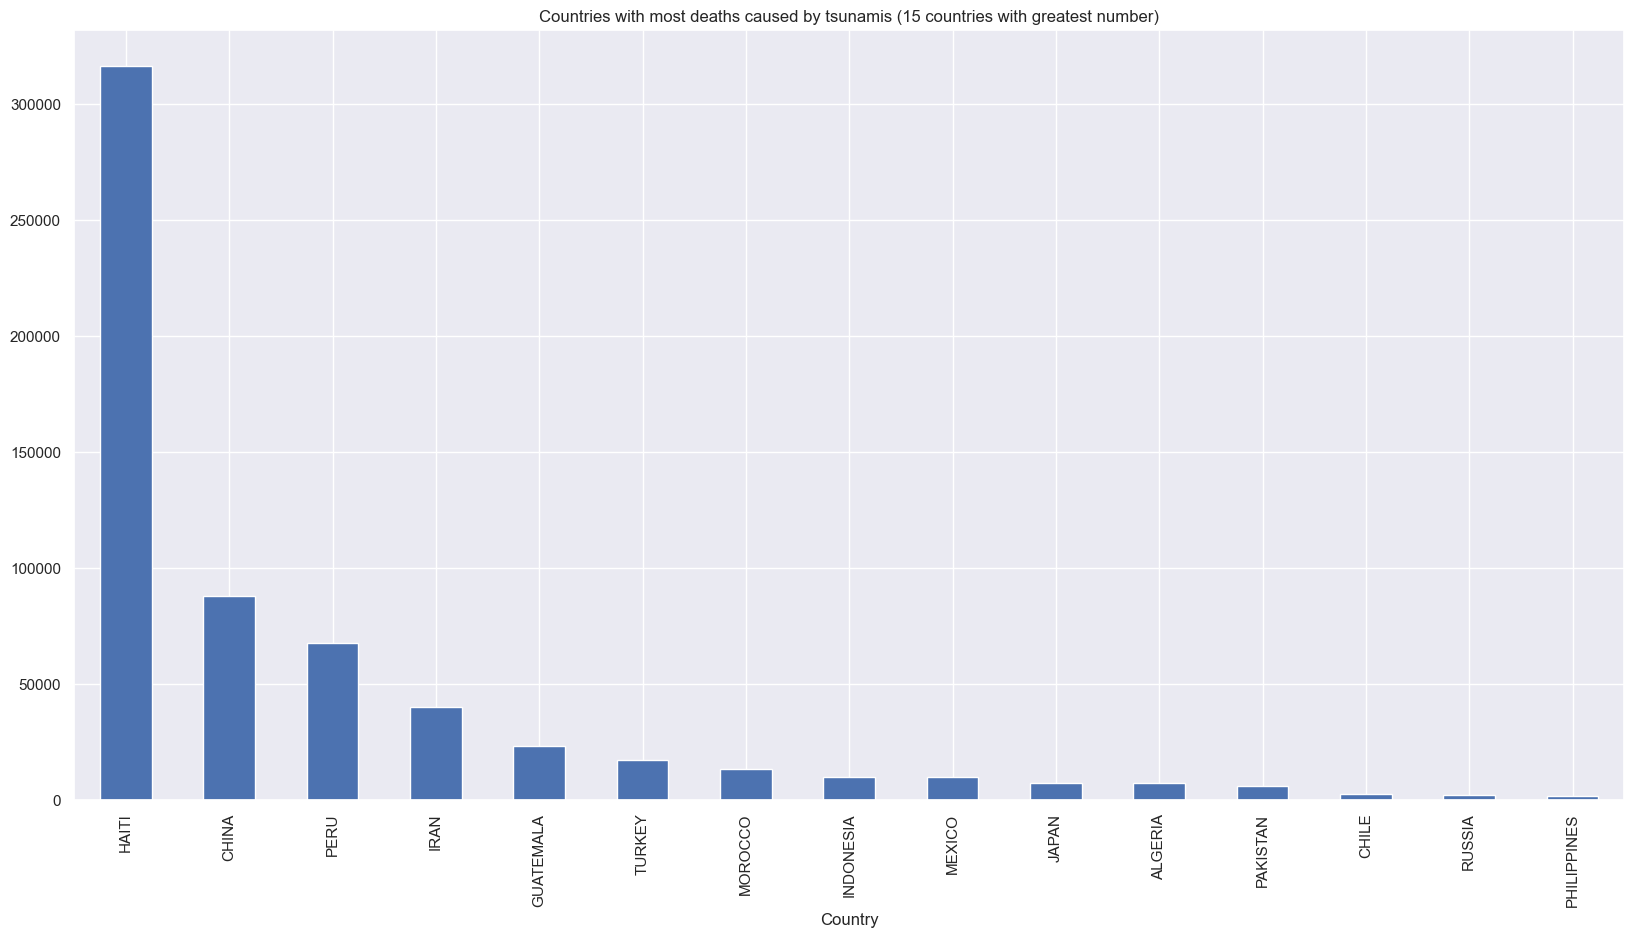 Countries with most deaths caused by tsunamis (15 countries with greatest number)
300000
250000
200000
150000
100000
50000
0
HAITI
CHINA
PERU
IRAN
GUATEMALA
TURKEY
MOROCCO
INDONESIA
MEXICO
JAPAN
ALGERIA
PAKISTAN
CHILE
RUSSIA
PHILIPPINES
Country